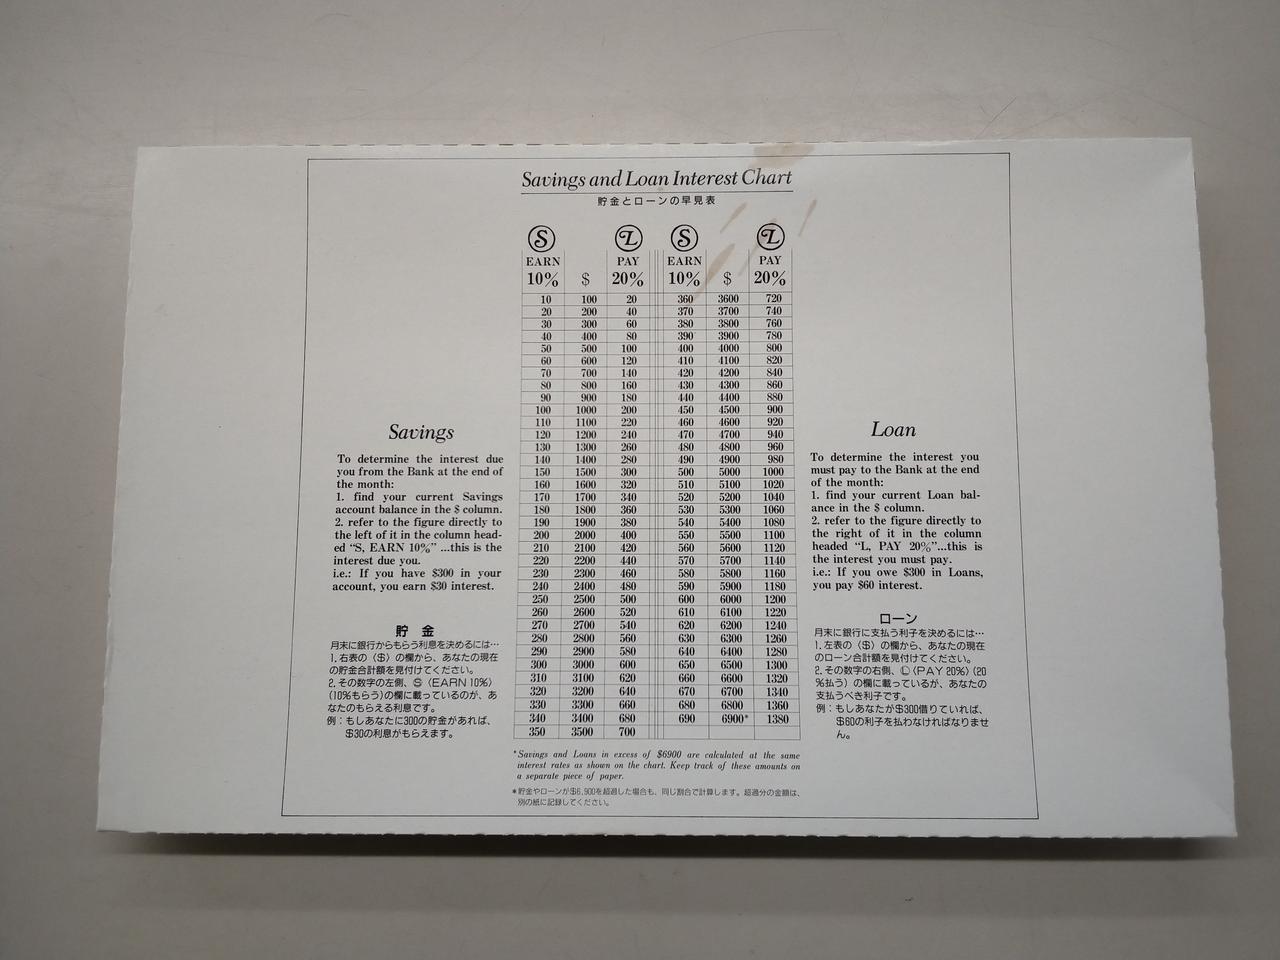 Savings and Loan Interest Chart
貯金とローンの早見表
S L S L
EARN PAY EARN PAY
10% $ 20% 10% $ 20%
10 100 20 360 3600 720
20 200 40 370 3700 740
30 300 60 380 3800 760
40 400 80 390 3900 780
50 500 100 400 4000 800
60 600 120 410 4100 820
70 700 140 420 4200 840
80 800 160 430 4300 860
90 900 180 440 4400 880
100 1000 200 450 4500 900
110 1100 220 460 4600 920
120 1200 240 470 4700 940
130 1300 260 480 4800 960
140 1400 280 490 4900 980
150 1500 300 500 5000 1000
160 1600 320 510 5100 1020
170 1700 340 520 5200 1040
180 1800 360 530 5300 1060
190 1900 380 540 5400 1080
200 2000 400 550 5500 1100
210 2100 420 560 5600 1120
220 2200 440 570 5700 1140
230 2300 460 580 5800 1160
240 2400 480 590 5900 1180
250 2500 500 600 6000 1200
260 2600 520 610 6100 1220
270 2700 540 620 6200 1240
280 2800 560 630 6300 1260
290 2900 580 640 6400 1280
300 3000 600 650 6500 1300
310 3100 620 660 6600 1320
320 3200 640 670 6700 1340
330 3300 660 680 6800 1360
340 3400 680 690 6900* 1380
350 3500 700
Savings
To determine the interest due
you from the Bank at the end of
the month:
1. find your current Savings
account balance in the $ column.
2. refer to the figure directly to
the left of it in the column head-
ed “S, EARN 10%” ...this is the
interest due you.
i.e.: If you have $300 in your
account, you earn $30 interest.
貯金
月末に銀行からもらう利息を決めるには…
1. 右表の〈$〉の欄から、あなたの現在
の貯金合計額を見付けてください。
2. その数字の左側、Ⓢ〈EARN 10%〉
(10%もらう)の欄に載っているのが、あ
なたのもらえる利息です。
例：もしあなたに300の貯金があれば、
$30の利息がもらえます。
Loan
To determine the interest you
must pay to the Bank at the end
of the month:
1. find your current Loan bal-
ance in the $ column.
2. refer to the figure directly to
the right of it in the column
headed “L, PAY 20%”...this is
the interest you must pay.
i.e.: If you owe $300 in Loans,
you pay $60 interest.
ローン
月末に銀行に支払う利子を決めるには…
1. 左表の〈$〉の欄から、あなたの現在
のローン合計額を見付けてください。
2. その数字の右側、Ⓛ〈PAY 20%〉(20
%払う)の欄に載っているが、あなたの
支払うべき利子です。
例：もしあなたが$300借りていれば、
$60の利子を払わなければなりませ
ん。
*Savings and Loans in excess of $6900 are calculated at the same
interest rates as shown on the chart. Keep track of these amounts on
a separate piece of paper.
*貯金やローンが$6,900を超過した場合も、同じ割合で計算します。超過分の金額は、
別の紙に記録してください。